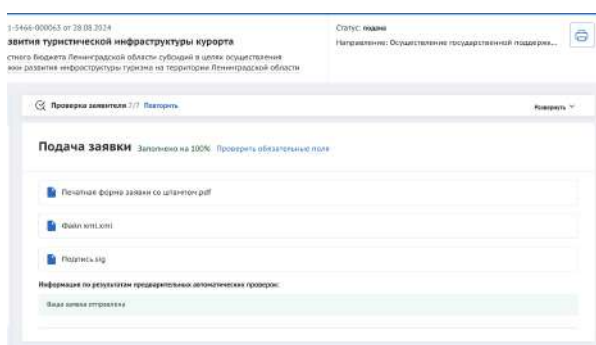 1-5466-000063 от 28.08.2024
звития туристической инфраструктуры курорта
стного бюджета Ленинградской области субсидий в целях осуществления
жки развития инфраструктуры туризма на территории Ленинградской области
Статус: подана
Направление: Осуществление государственной поддержк...
Проверка заявителя 7/7 Повторить
Развернуть
Подача заявки Заполнено на 100% Проверить обязательные поля
Печатная форма заявки со штампом.pdf
Файл xml.xml
Подпись.sig
Информация по результатам предварительных автоматических проверок:
Ваша заявка отправлена